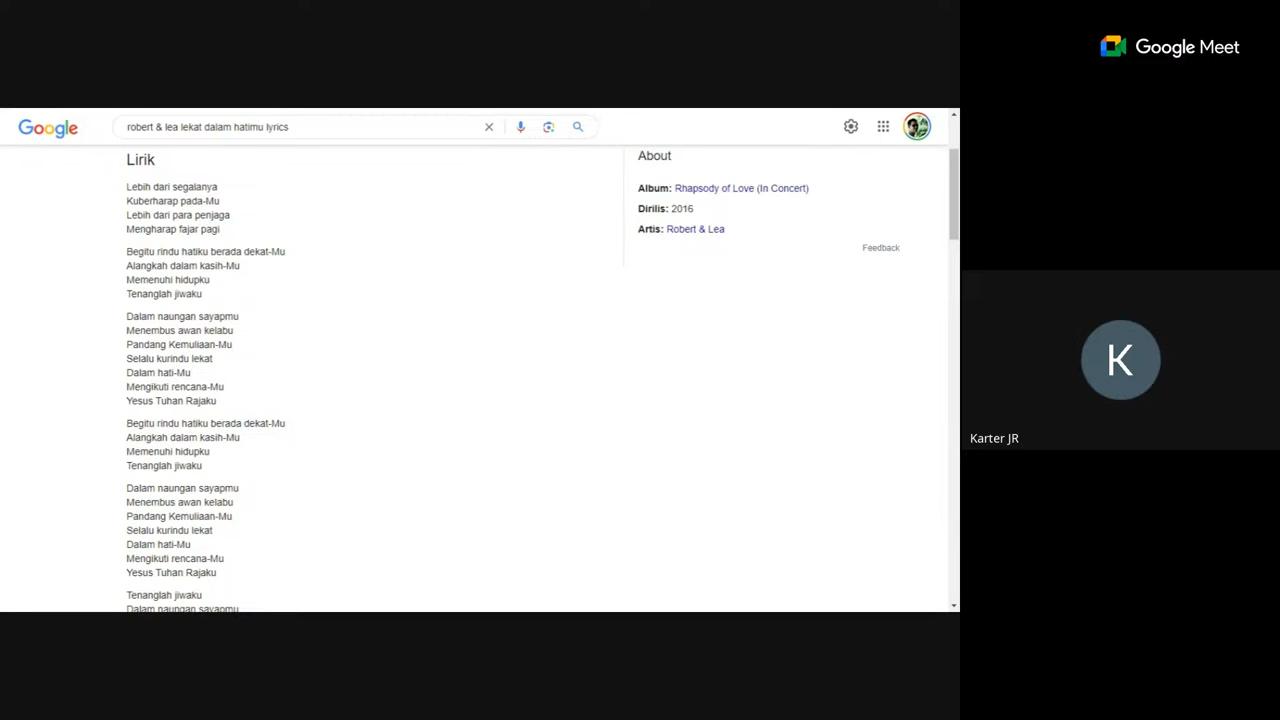 Google Meet
Google
robert & lea lekat dalam hatimu lyrics
Lirik
Lebih dari segalanya
Kuberharap pada-Mu
Lebih dari para penjaga
Mengharap fajar pagi
Begitu rindu hatiku berada dekat-Mu
Alangkah dalam kasih-Mu
Memenuhi hidupku
Tenanglah jiwaku
Dalam naungan sayapmu
Menembus awan kelabu
Pandang Kemuliaan-Mu
Selalu kurindu lekat
Dalam hati-Mu
Mengikuti rencana-Mu
Yesus Tuhan Rajaku
Begitu rindu hatiku berada dekat-Mu
Alangkah dalam kasih-Mu
Memenuhi hidupku
Tenanglah jiwaku
Dalam naungan sayapmu
Menembus awan kelabu
Pandang Kemuliaan-Mu
Selalu kurindu lekat
Dalam hati-Mu
Mengikuti rencana-Mu
Yesus Tuhan Rajaku
Tenanglah jiwaku
Dalam naungan sayapmu
About
Album: Rhapsody of Love (In Concert)
Dirilis: 2016
Artis: Robert & Lea
Feedback
K
Karter JR